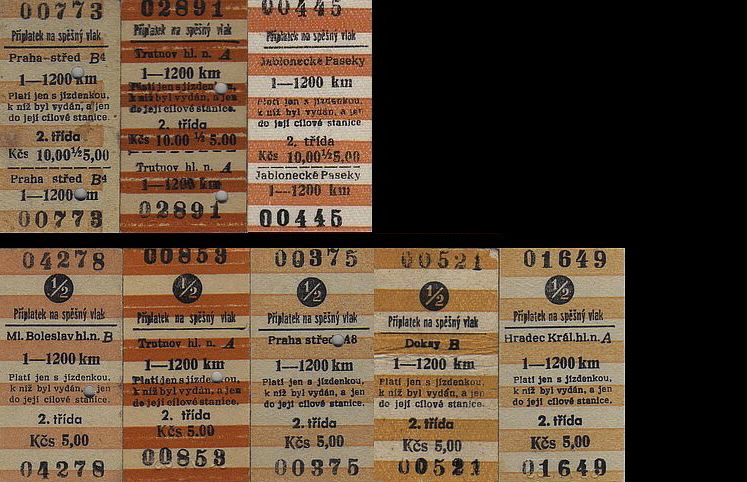 00773
Příplatek na spěšný vlak
Praha-střed B4
1—1200 km
Platí jen s jízdenkou,
k níž byl vydán, a jen
do její cílové stanice.
2. třída
Kčs 10,00 ½ 5,00
Praha střed B4
1—1200 km
00773
02891
Příplatek na spěšný vlak
Trutnov hl. n. A
1—1200 km
Platí jen s jízdenkou,
k níž byl vydán, a jen
do její cílové stanice.
2. třída
Kčs 10.00 ½ 5.00
Trutnov hl. n. A
1—1200 km
02891
00445
Příplatek na spěšný vlak
Jablonecké Paseky
1—1200 km
Platí jen s jízdenkou,
k níž byl vydán, a jen
do její cílové stanice
2. třída
Kčs 10,00 ½ 5,00
Jablonecké Paseky
1—1200 km
00445
04278
1/2
Příplatek na spěšný vlak
Ml. Boleslav hl. n. B
1—1200 km
Platí jen s jízdenkou,
k níž byl vydán, a jen
do její cílové stanice.
2. třída
Kčs 5,00
04278
00853
1/2
Příplatek na spěšný vlak
Trutnov hl. n. A
1—1200 km
Platí jen s jízdenkou,
k níž byl vydán, a jen
do její cílové stanice.
2. třída
Kčs 5.00
00853
00375
1/2
Příplatek na spěšný vlak
Praha střed 48
1—1200 km
Platí jen s jízdenkou,
k níž byl vydán, a jen
do její cílové stanice.
2. třída
Kčs 5,00
00375
00521
1/2
Příplatek na spěšný vlak
Doksy B
1—1200 km
Platí jen s jízdenkou,
k níž byl vydán, a jen
do její cílové stanice.
2. třída
Kčs 5,00
00521
01649
1/2
Příplatek na spěšný vlak
Hradec Král. hl. n. A
1—1200 km
Platí jen s jízdenkou,
k níž byl vydán, a jen
do její cílové stanice.
2. třída
Kčs 5,00
01649